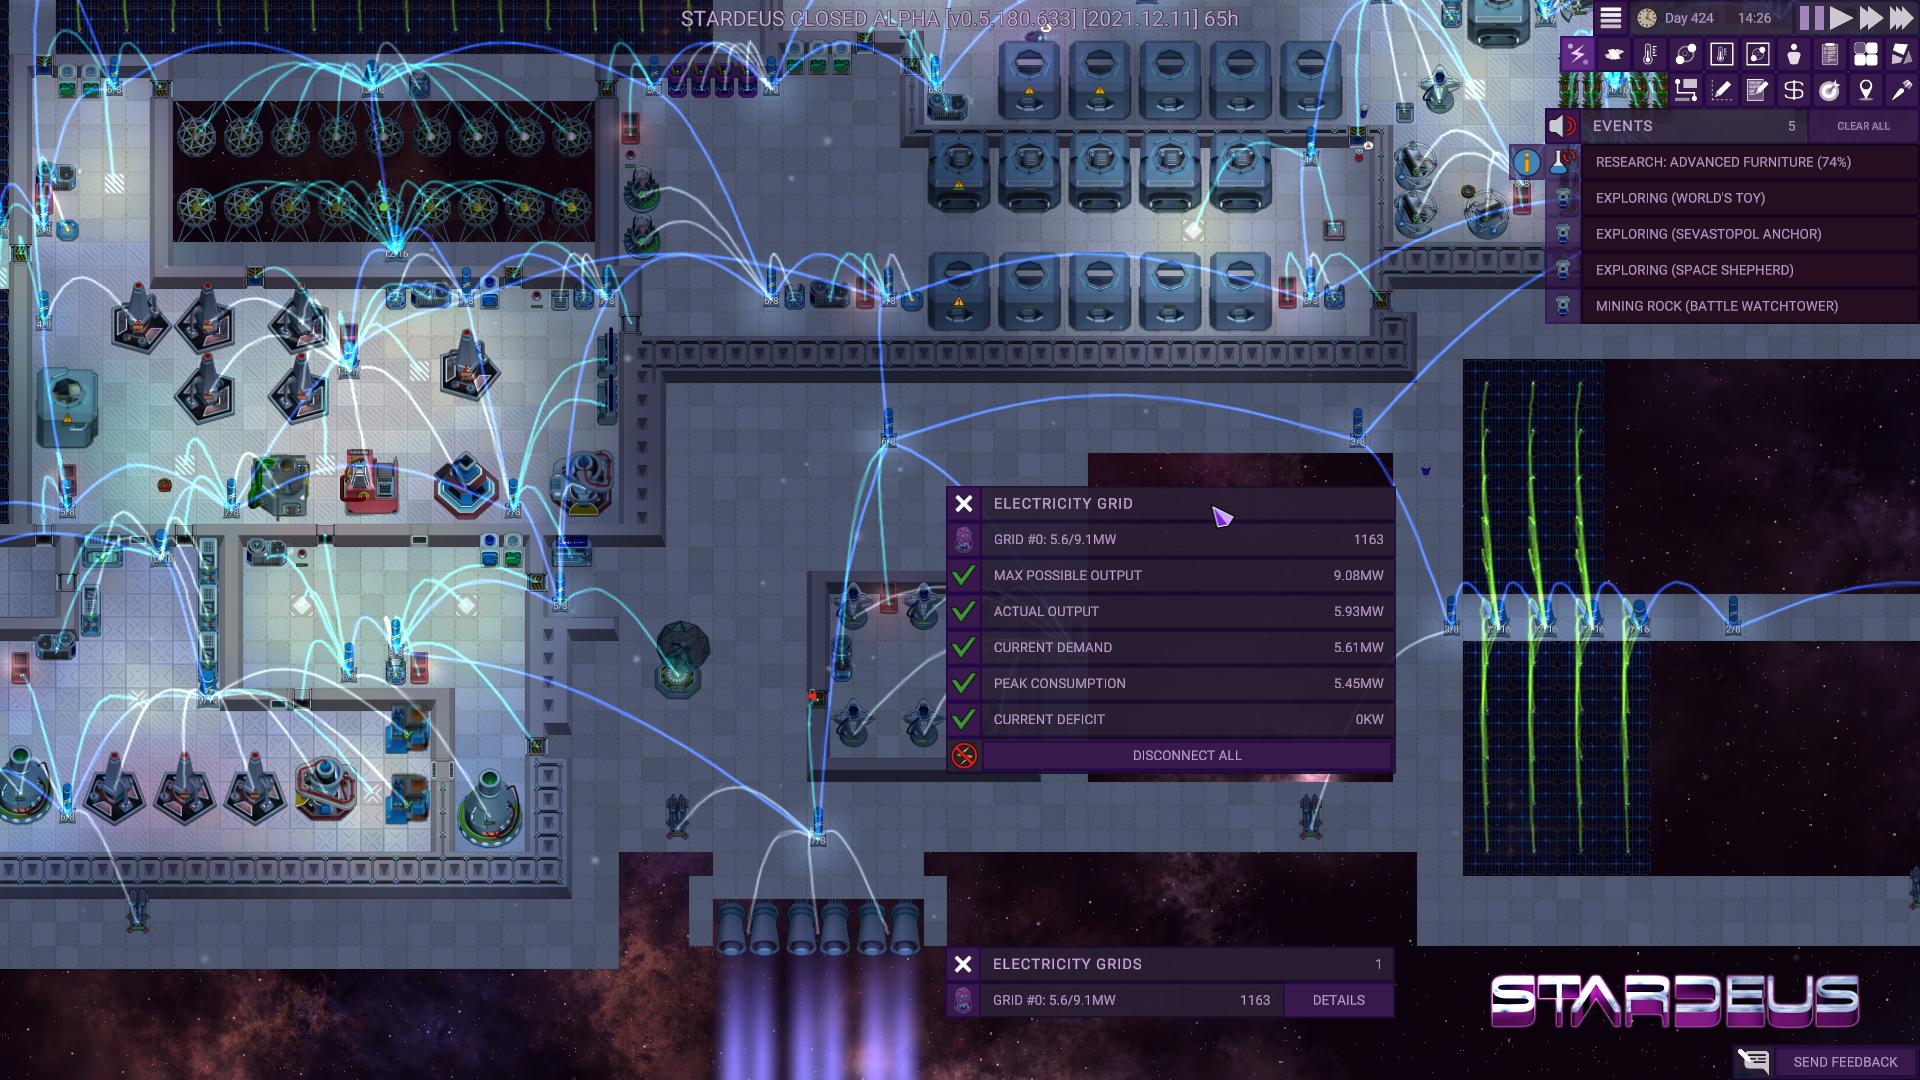 STARDEUS CLOSED ALPHA [v0.5.180.633] [2021.12.11] 65h
Day 424 14:26
EVENTS 5 CLEAR ALL
RESEARCH: ADVANCED FURNITURE (74%)
EXPLORING (WORLD'S TOY)
EXPLORING (SEVASTOPOL ANCHOR)
EXPLORING (SPACE SHEPHERD)
MINING ROCK (BATTLE WATCHTOWER)
ELECTRICITY GRID
GRID #0: 5.6/9.1MW 1163
MAX POSSIBLE OUTPUT 9.08MW
ACTUAL OUTPUT 5.93MW
CURRENT DEMAND 5.61MW
PEAK CONSUMPTION 5.45MW
CURRENT DEFICIT 0KW
DISCONNECT ALL
ELECTRICITY GRIDS 1
GRID #0: 5.6/9.1MW 1163 DETAILS
STARDEUS
SEND FEEDBACK